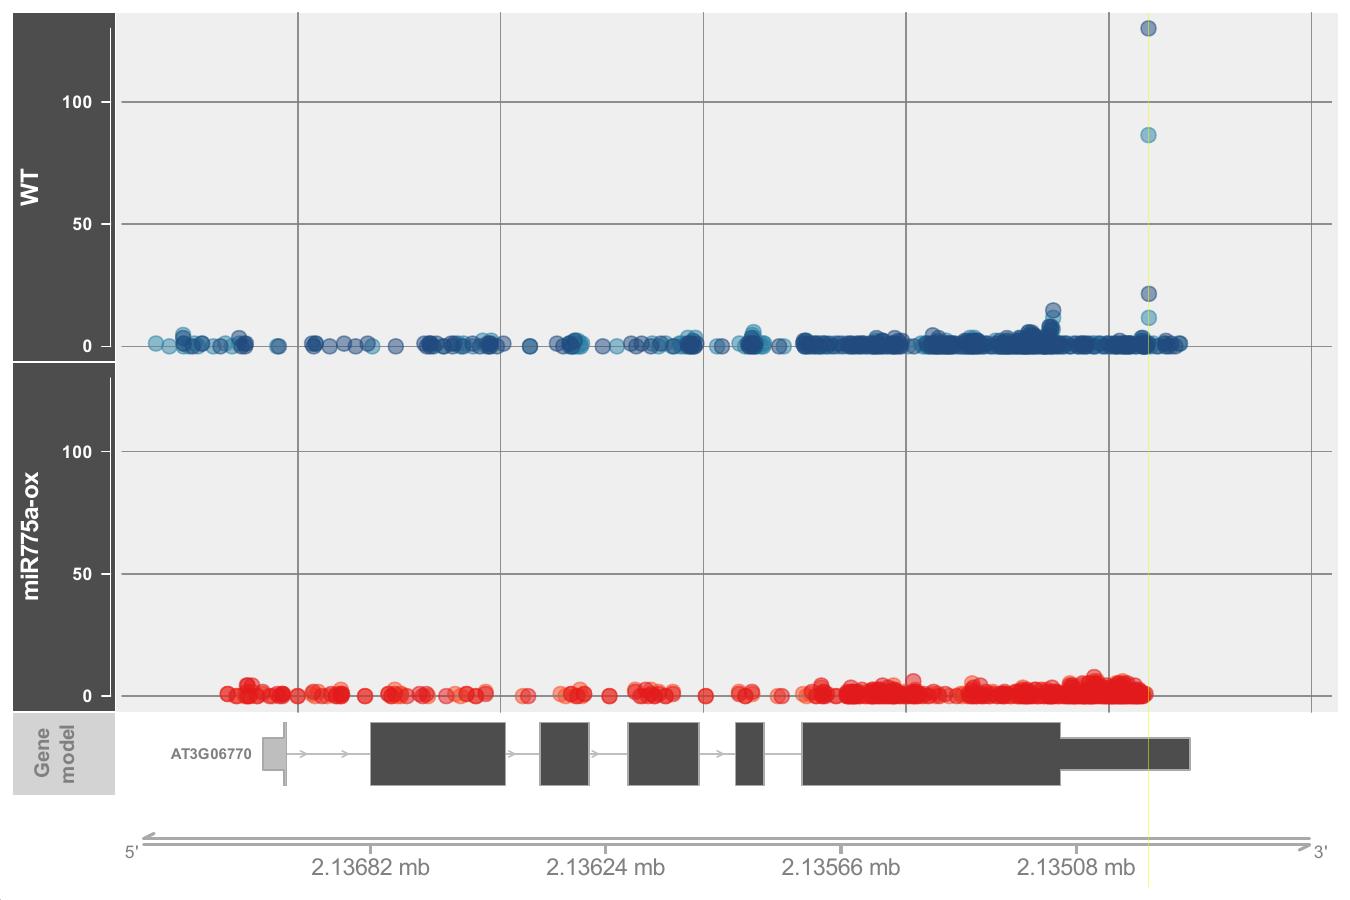 WT
100
50
0
miR775a-ox
100
50
0
Gene
model
AT3G06770
5'
3'
2.13682 mb
2.13624 mb
2.13566 mb
2.13508 mb